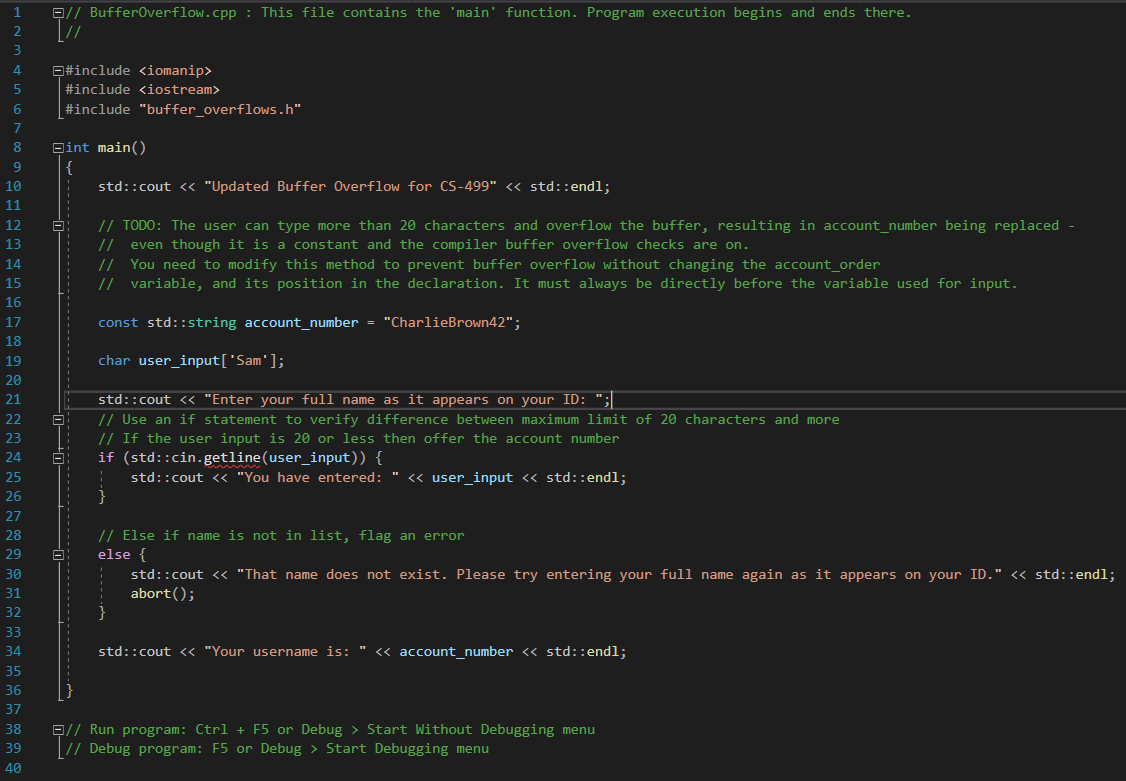 1 // BufferOverflow.cpp : This file contains the 'main' function. Program execution begins and ends there.
2 //
3
4 #include <iomanip>
5 #include <iostream>
6 #include "buffer_overflows.h"
7
8 int main()
9 {
10 std::cout << "Updated Buffer Overflow for CS-499" << std::endl;
11
12 // TODO: The user can type more than 20 characters and overflow the buffer, resulting in account_number being replaced -
13 //  even though it is a constant and the compiler buffer overflow checks are on.
14 //  You need to modify this method to prevent buffer overflow without changing the account_order
15 //  variable, and its position in the declaration. It must always be directly before the variable used for input.
16
17 const std::string account_number = "CharlieBrown42";
18
19 char user_input['Sam'];
20
21 std::cout << "Enter your full name as it appears on your ID: ";
22 // Use an if statement to verify difference between maximum limit of 20 characters and more
23 // If the user input is 20 or less then offer the account number
24 if (std::cin.getline(user_input)) {
25 std::cout << "You have entered: " << user_input << std::endl;
26 }
27
28 // Else if name is not in list, flag an error
29 else {
30 std::cout << "That name does not exist. Please try entering your full name again as it appears on your ID." << std::endl;
31 abort();
32 }
33
34 std::cout << "Your username is: " << account_number << std::endl;
35
36 }
37
38 // Run program: Ctrl + F5 or Debug > Start Without Debugging menu
39 // Debug program: F5 or Debug > Start Debugging menu
40